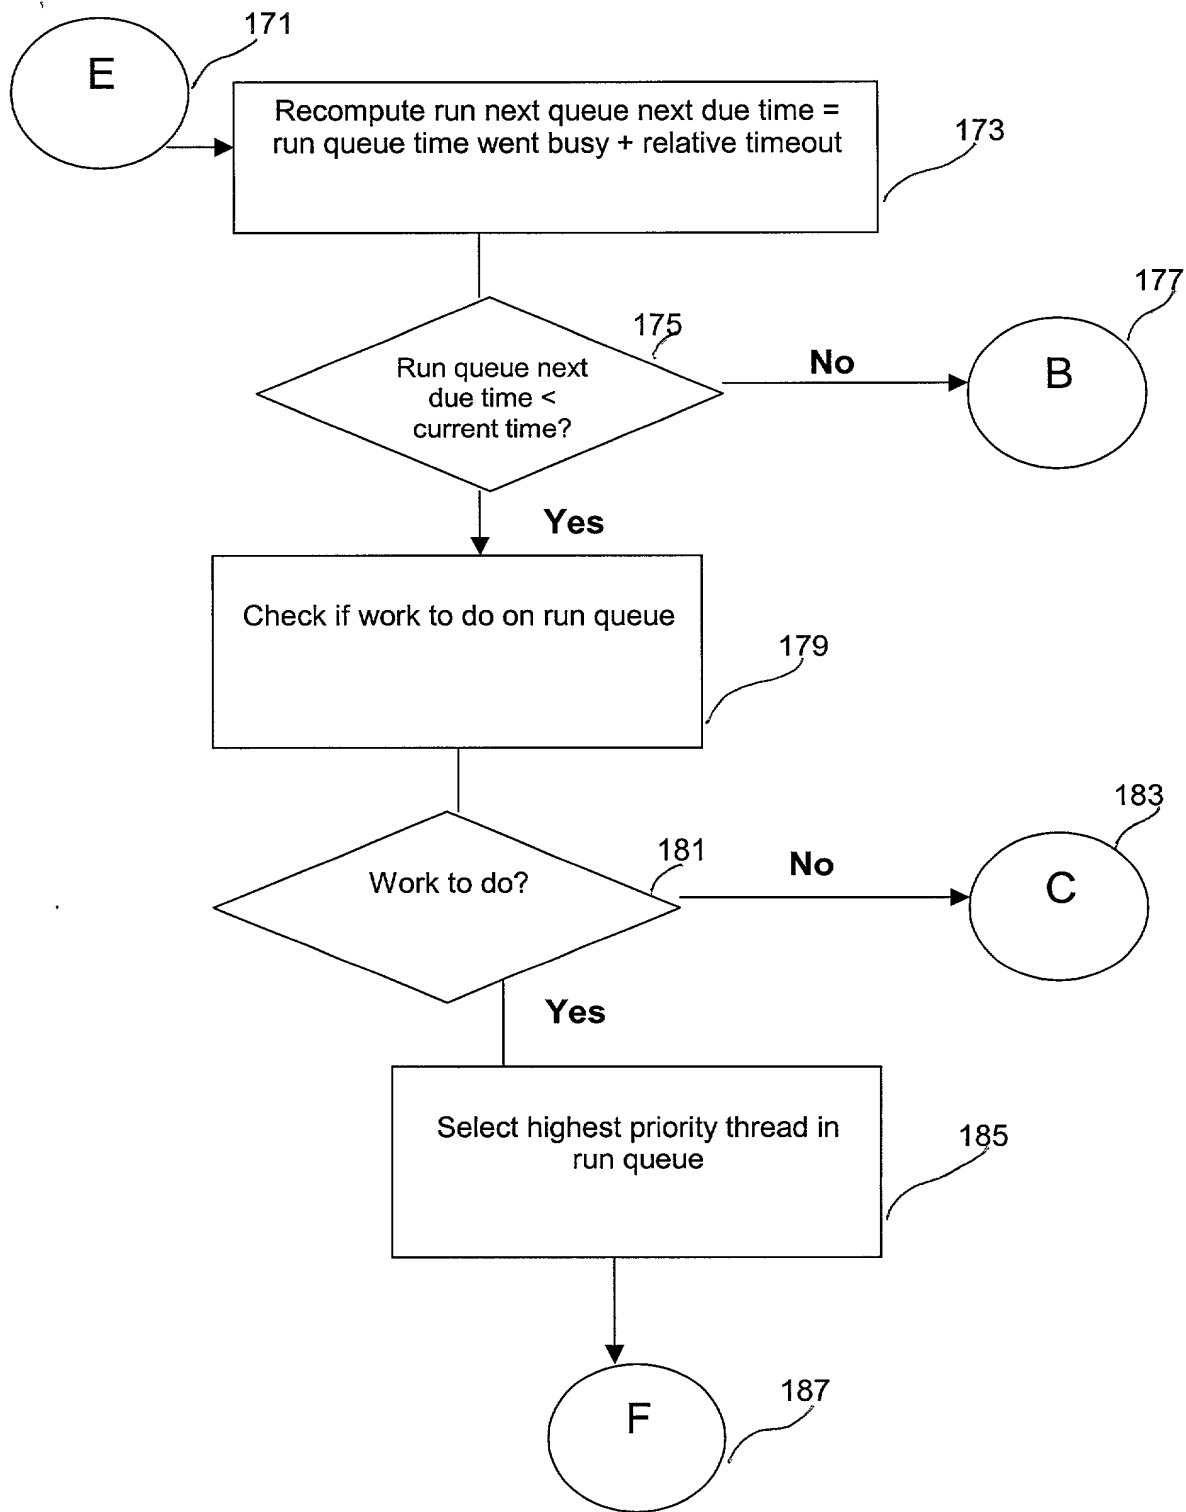 171
E
Recompute run next queue next due time =
run queue time went busy + relative timeout
173
177
175
Run queue next
due time <
current time?
No
B
Yes
Check if work to do on run queue
179
183
181
Work to do?
No
C
Yes
Select highest priority thread in
run queue
185
187
F